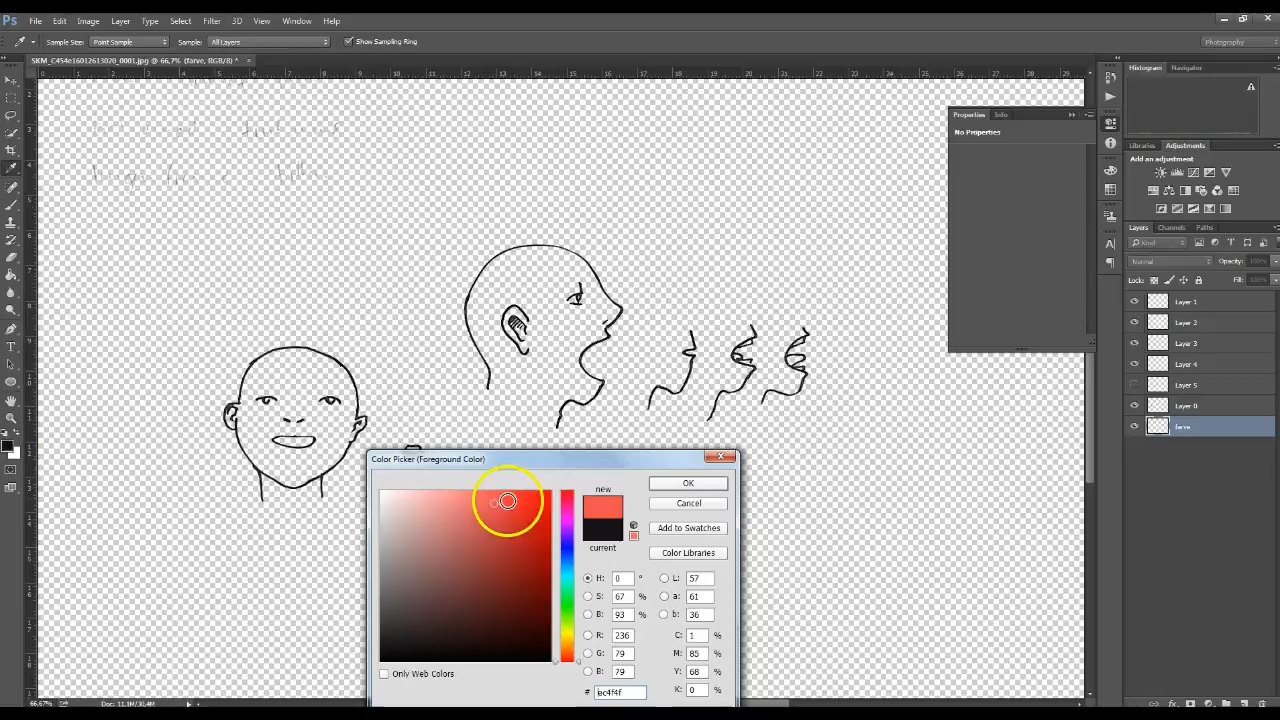 Ps File Edit Image Layer Type Select Filter 3D View Window Help
Sample Size: Point Sample Sample: All Layers Show Sampling Ring Photography
SKM_C454e16012613020_0001.jpg @ 66,7% (farve, RGB/8) *
Histogram Navigator
Properties Info
No Properties
Libraries Adjustments
Add an adjustment
Layers Channels Paths
Kind
Normal Opacity: 100%
Lock: Fill: 100%
Layer 1
Layer 2
Layer 3
Layer 4
Layer 5
Layer 0
farve
Color Picker (Foreground Color)
new
current
OK
Cancel
Add to Swatches
Color Libraries
H: 0 ° L: 57
S: 67 % a: 61
B: 93 % b: 36
R: 236 C: 1 %
G: 79 M: 85 %
B: 79 Y: 68 %
# ec4f4f K: 0 %
Only Web Colors
66,67% Doc: 11,1M/30,4M